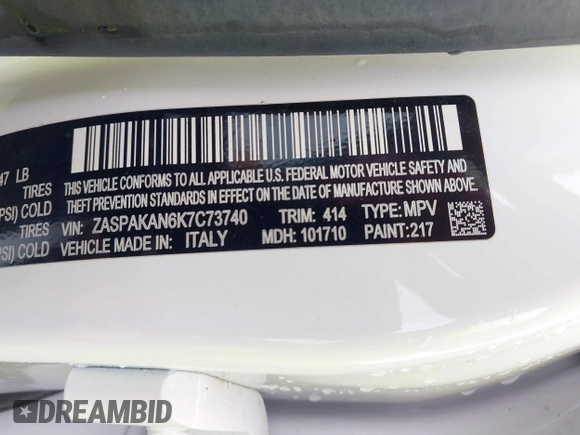 47 LB
TIRES
PSI) COLD
TIRES
PSI) COLD
THIS VEHICLE CONFORMS TO ALL APPLICABLE U.S. FEDERAL MOTOR VEHICLE SAFETY AND
THEFT PREVENTION STANDARDS IN EFFECT ON THE DATE OF MANUFACTURE SHOWN ABOVE.
VIN: ZASPAKAN6K7C73740 TRIM: 414 TYPE: MPV
VEHICLE MADE IN: ITALY MDH: 101710 PAINT:217
DREAMBID